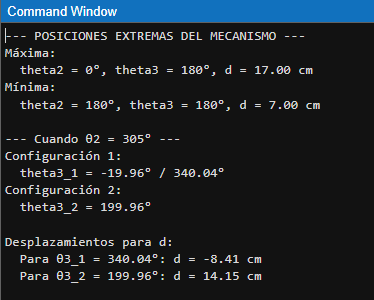 Command Window
--- POSICIONES EXTREMAS DEL MECANISMO ---
Máxima:
theta2 = 0°, theta3 = 180°, d = 17.00 cm
Mínima:
theta2 = 180°, theta3 = 180°, d = 7.00 cm
--- Cuando θ2 = 305° ---
Configuración 1:
theta3_1 = -19.96° / 340.04°
Configuración 2:
theta3_2 = 199.96°
Desplazamientos para d:
Para θ3_1 = 340.04°: d = -8.41 cm
Para θ3_2 = 199.96°: d = 14.15 cm